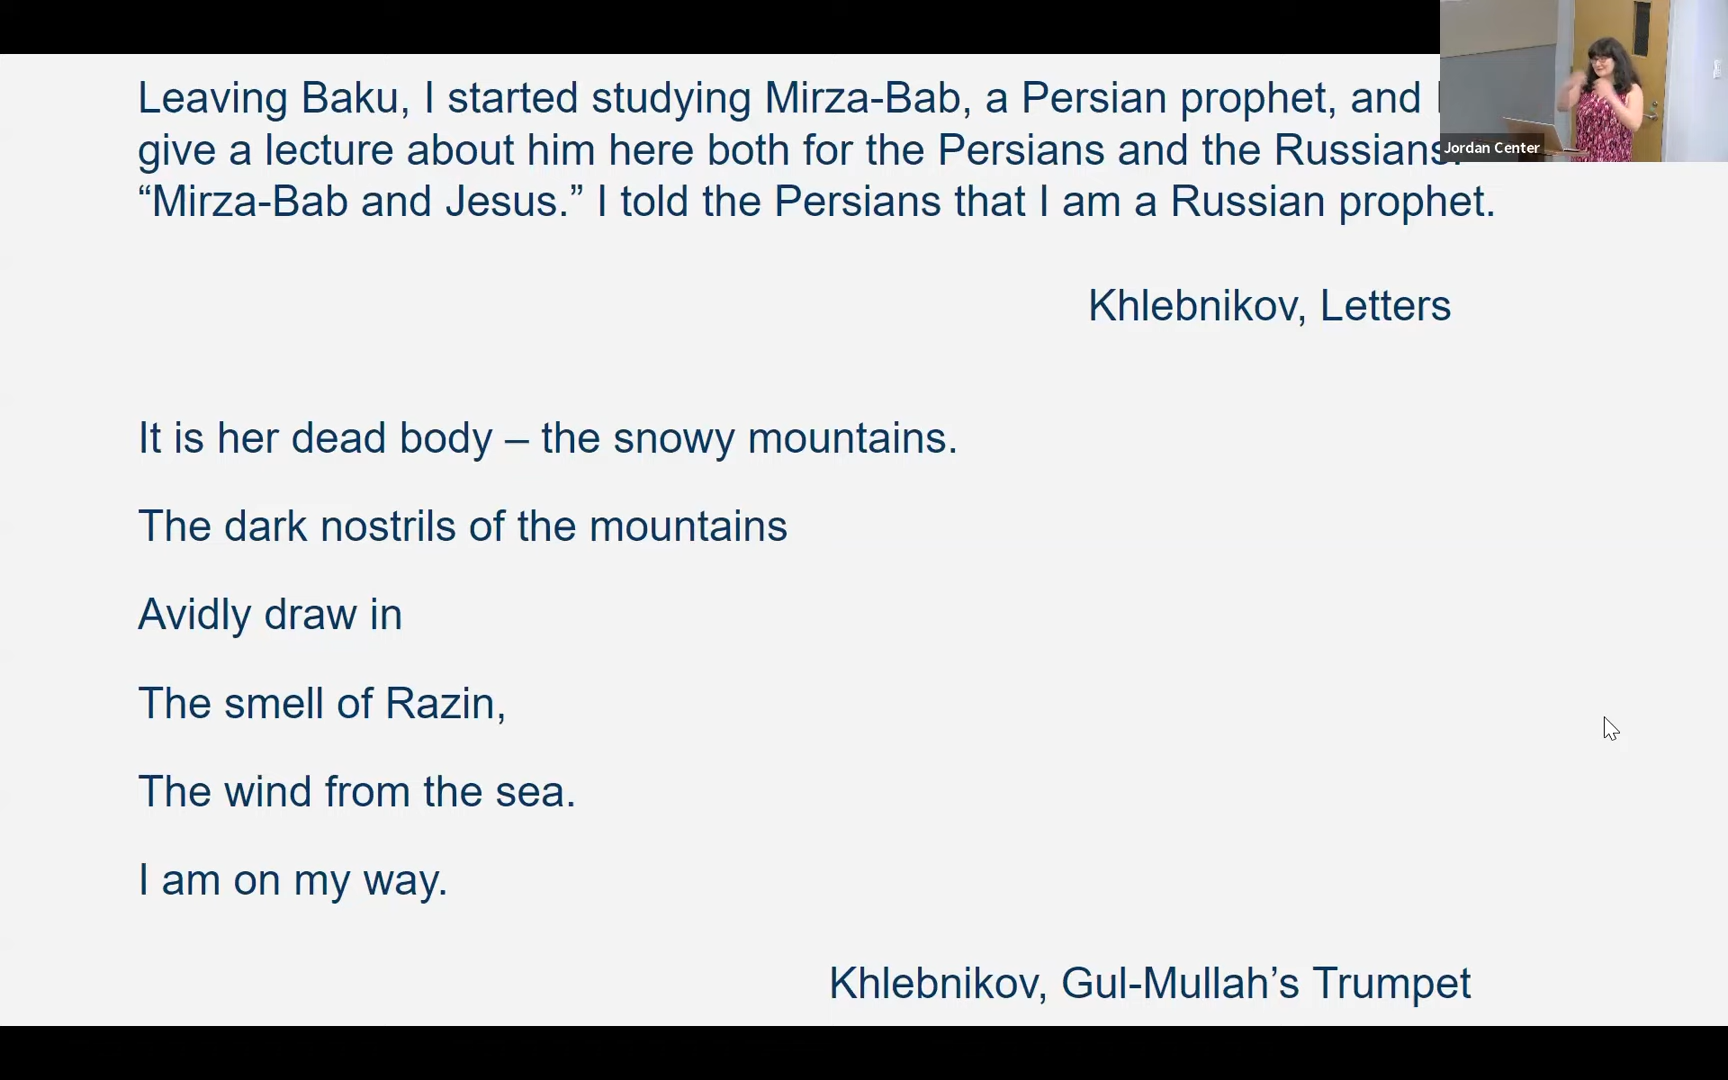 Leaving Baku, I started studying Mirza-Bab, a Persian prophet, and I
give a lecture about him here both for the Persians and the Russians:
“Mirza-Bab and Jesus.” I told the Persians that I am a Russian prophet.
Khlebnikov, Letters
It is her dead body – the snowy mountains.
The dark nostrils of the mountains
Avidly draw in
The smell of Razin,
The wind from the sea.
I am on my way.
Khlebnikov, Gul-Mullah’s Trumpet
Jordan Center